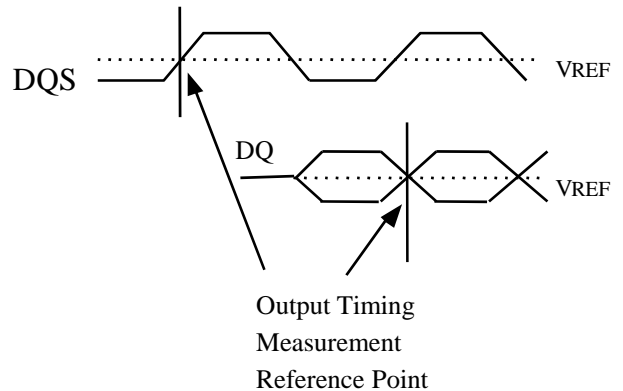 DQS
VREF
DQ
VREF
Output Timing
Measurement
Reference Point